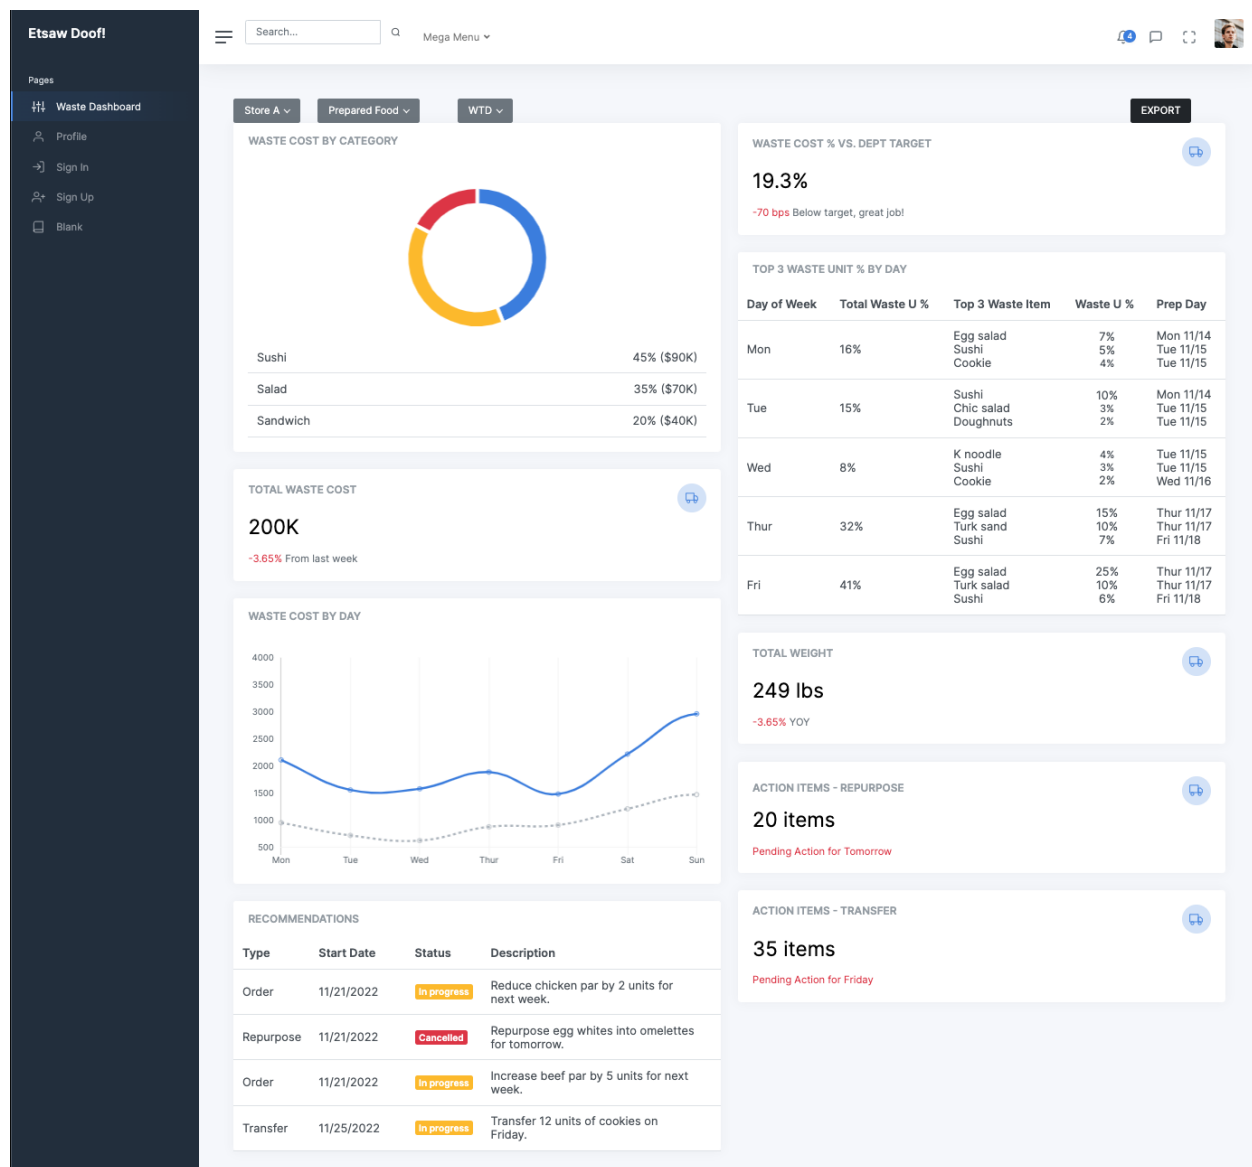 Etsaw Doof!
Pages
Waste Dashboard
Profile
Sign In
Sign Up
Blank
Search...
Mega Menu
4
Store A
Prepared Food
WTD
EXPORT
WASTE COST BY CATEGORY
Sushi 45% ($90K)
Salad 35% ($70K)
Sandwich 20% ($40K)
TOTAL WASTE COST
200K
-3.65% From last week
WASTE COST BY DAY
4000
3500
3000
2500
2000
1500
1000
500
Mon Tue Wed Thur Fri Sat Sun
RECOMMENDATIONS
Type Start Date Status Description
Order 11/21/2022 In progress Reduce chicken par by 2 units for
next week.
Repurpose 11/21/2022 Cancelled Repurpose egg whites into omelettes
for tomorrow.
Order 11/21/2022 In progress Increase beef par by 5 units for next
week.
Transfer 11/25/2022 In progress Transfer 12 units of cookies on
Friday.
WASTE COST % VS. DEPT TARGET
19.3%
-70 bps Below target, great job!
TOP 3 WASTE UNIT % BY DAY
Day of Week Total Waste U % Top 3 Waste Item Waste U % Prep Day
Egg salad 7% Mon 11/14
Mon 16% Sushi 5% Tue 11/15
Cookie 4% Tue 11/15
Sushi 10% Mon 11/14
Tue 15% Chic salad 3% Tue 11/15
Doughnuts 2% Tue 11/15
K noodle 4% Tue 11/15
Wed 8% Sushi 3% Tue 11/15
Cookie 2% Wed 11/16
Egg salad 15% Thur 11/17
Thur 32% Turk sand 10% Thur 11/17
Sushi 7% Fri 11/18
Egg salad 25% Thur 11/17
Fri 41% Turk salad 10% Thur 11/17
Sushi 6% Fri 11/18
TOTAL WEIGHT
249 lbs
-3.65% YOY
ACTION ITEMS - REPURPOSE
20 items
Pending Action for Tomorrow
ACTION ITEMS - TRANSFER
35 items
Pending Action for Friday